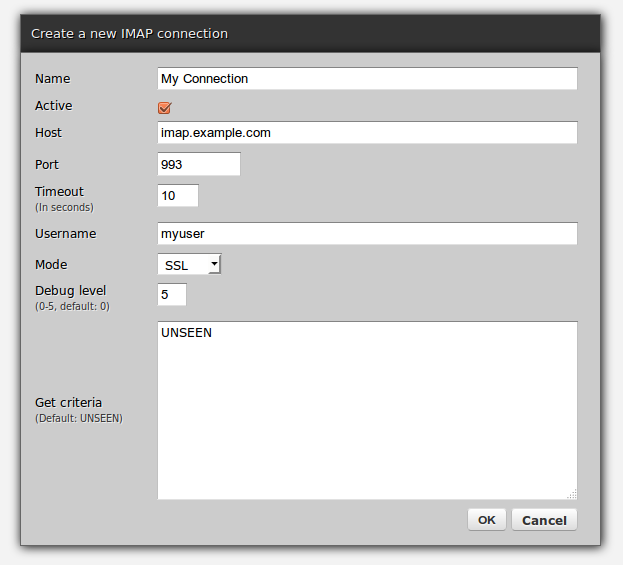 Create a new IMAP connection
Name My Connection
Active
Host imap.example.com
Port 993
Timeout 10
(In seconds)
Username myuser
Mode SSL
Debug level 5
(0-5, default: 0)
UNSEEN
Get criteria
(Default: UNSEEN)
OK Cancel